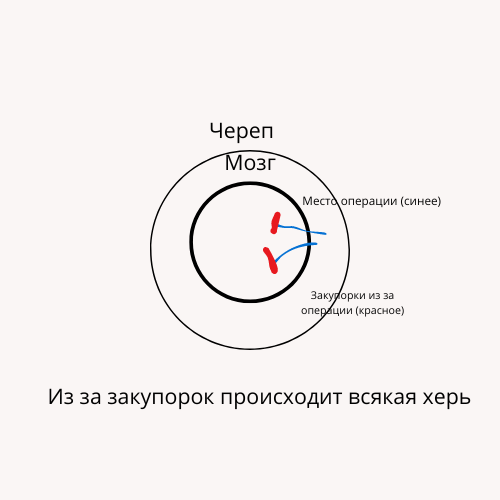 Череп
Мозг
Место операции (синее)
Закупорки из за
операции (красное)
Из за закупорок происходит всякая херь